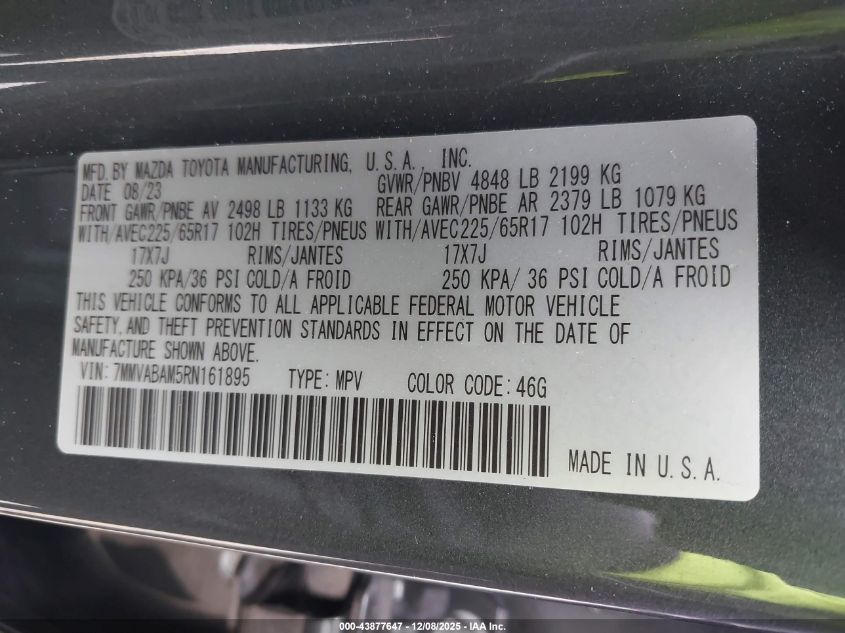 MFD. BY MAZDA TOYOTA MANUFACTURING, U.S.A., INC.
DATE 08/23 GVWR/PNBV 4848 LB 2199 KG
FRONT GAWR/PNBE AV 2498 LB 1133 KG REAR GAWR/PNBE AR 2379 LB 1079 KG
WITH/AVEC225/65R17 102H TIRES/PNEUS WITH/AVEC225/65R17 102H TIRES/PNEUS
17X7J RIMS/JANTES 17X7J RIMS/JANTES
250 KPA/36 PSI COLD/A FROID 250 KPA/ 36 PSI COLD/A FROID
THIS VEHICLE CONFORMS TO ALL APPLICABLE FEDERAL MOTOR VEHICLE
SAFETY, AND THEFT PREVENTION STANDARDS IN EFFECT ON THE DATE OF
MANUFACTURE SHOWN ABOVE.
VIN: 7MMVABAM5RN161895 TYPE: MPV COLOR CODE: 46G
MADE IN U.S.A.
000-43877647 - 12/08/2025 - IAA Inc.